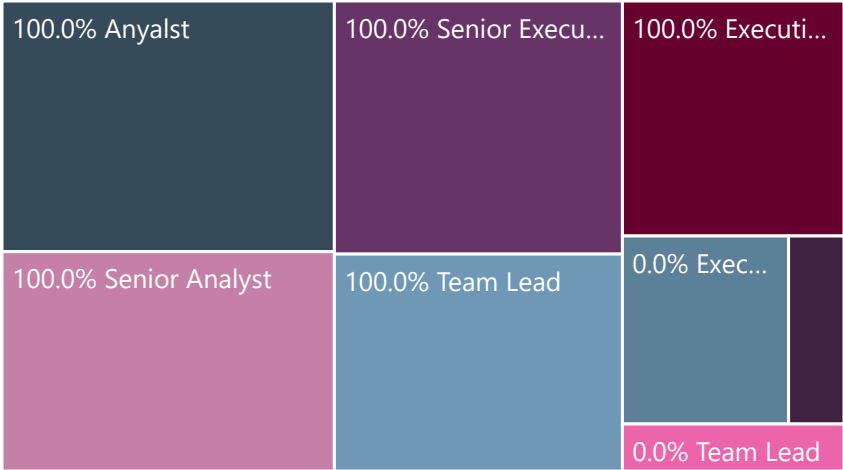 100.0% Anyalst
100.0% Senior Execu...
100.0% Executi...
100.0% Senior Analyst
100.0% Team Lead
0.0% Exec...
0.0% Team Lead